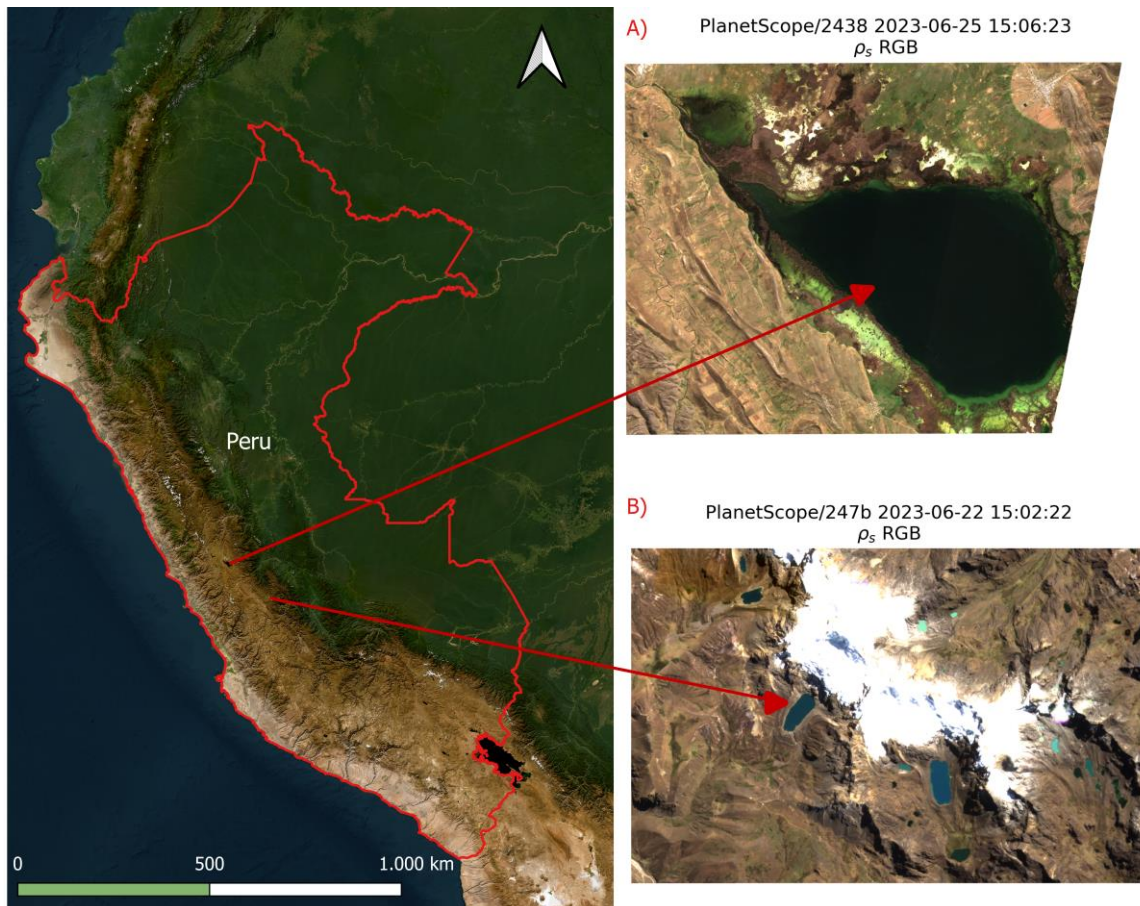 A)
PlanetScope/2438 2023-06-25 15:06:23
ρs RGB
Peru
B)
PlanetScope/247b 2023-06-22 15:02:22
ρs RGB
0 500 1.000 km